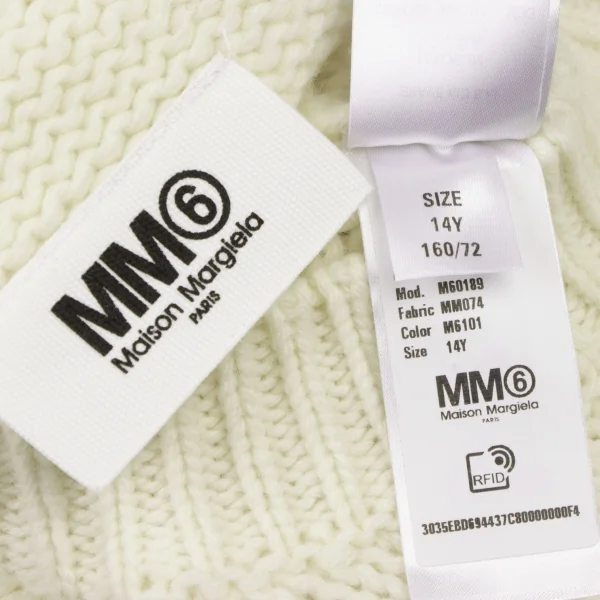 MM6
Maison Margiela
PARIS
SIZE
14Y
160/72
Mod. M60189
Fabric MM074
Color M6101
Size 14Y
MM6
Maison Margiela
PARIS
RFID
3035EBD694437C80000000F4